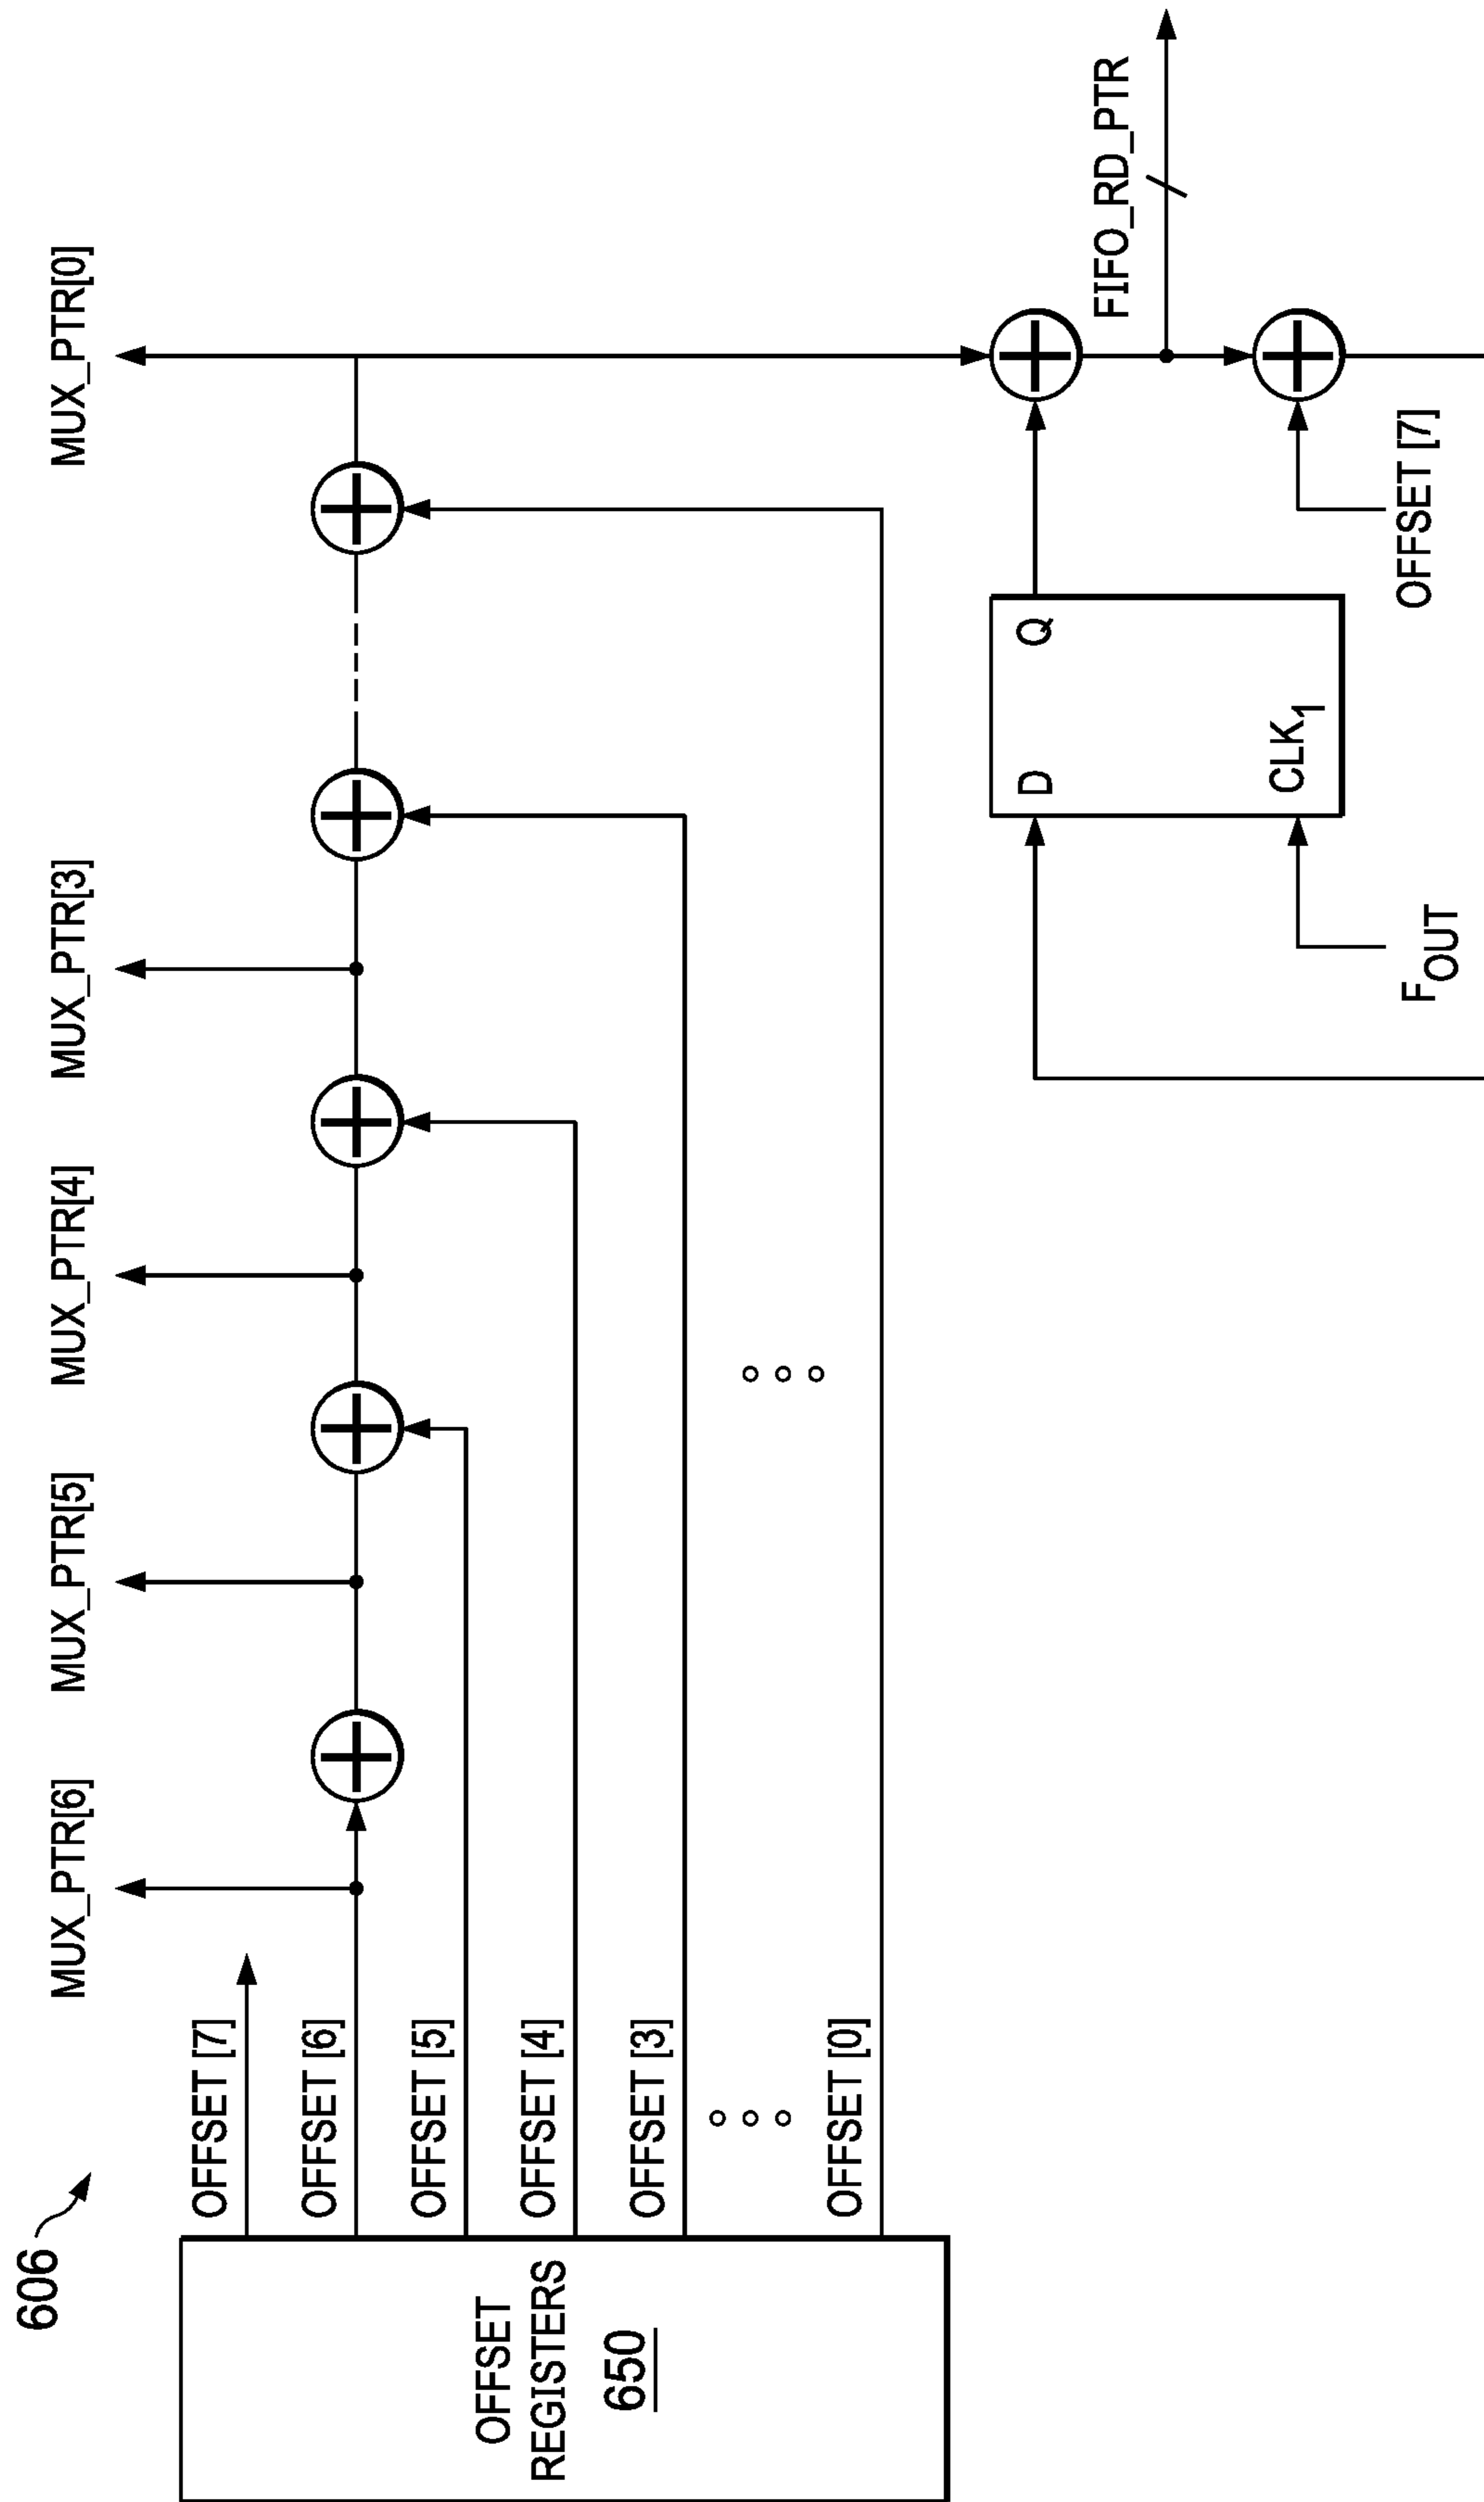 606
MUX_PTR[6]
MUX_PTR[5]
MUX_PTR[4]
MUX_PTR[3]
MUX_PTR[0]
OFFSET [7]
OFFSET [6]
OFFSET [5]
OFFSET [4]
OFFSET [3]
OFFSET [0]
OFFSET
REGISTERS
650
D
Q
CLK1
FOUT
FIFO_RD_PTR
OFFSET [7]